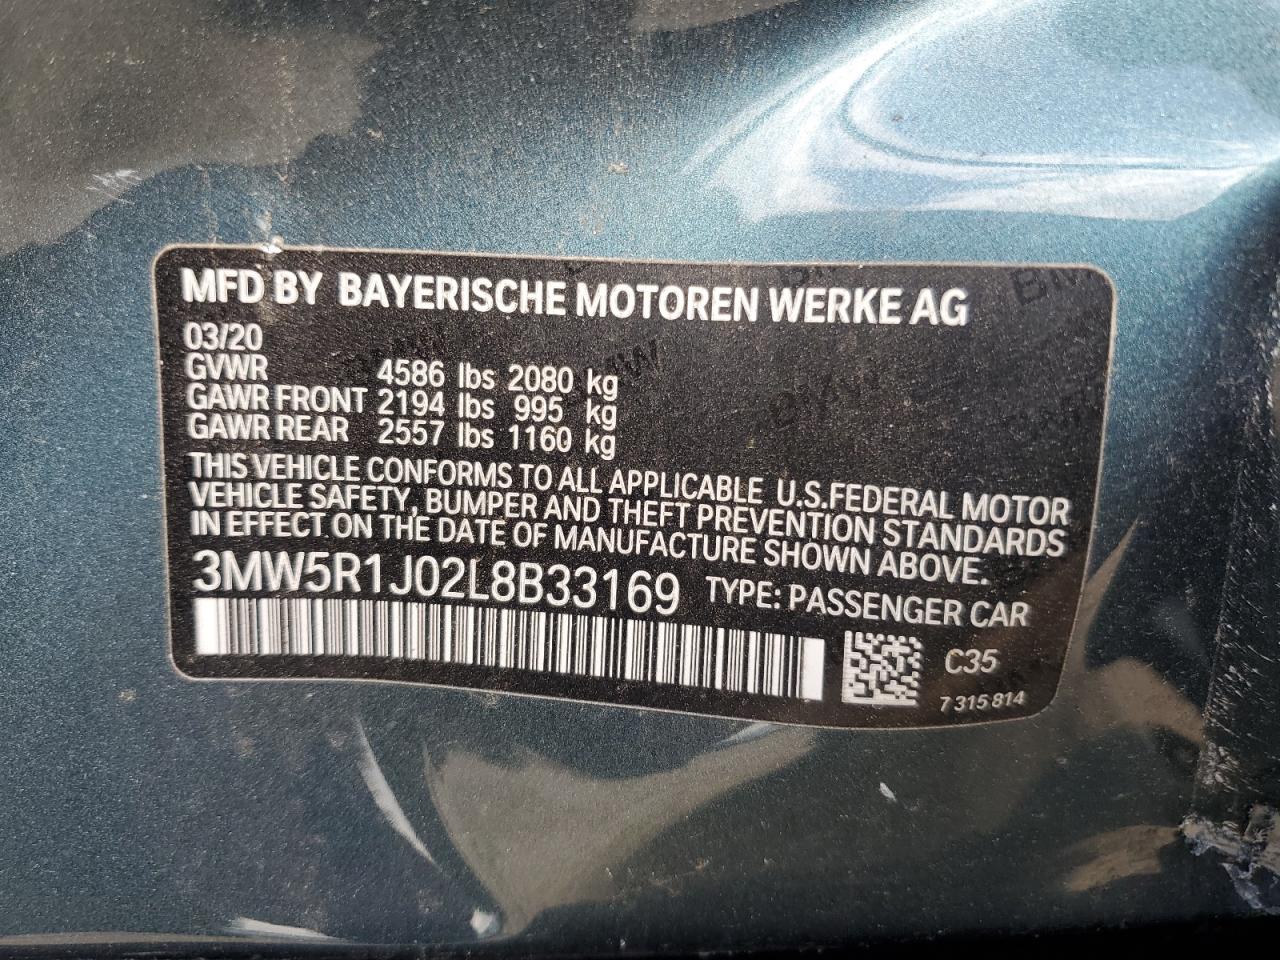 MFD BY BAYERISCHE MOTOREN WERKE AG
03/20
GVWR 4586 lbs 2080 kg
GAWR FRONT 2194 lbs 995 kg
GAWR REAR 2557 lbs 1160 kg
THIS VEHICLE CONFORMS TO ALL APPLICABLE U.S.FEDERAL MOTOR
VEHICLE SAFETY, BUMPER AND THEFT PREVENTION STANDARDS
IN EFFECT ON THE DATE OF MANUFACTURE SHOWN ABOVE.
3MW5R1J02L8B33169 TYPE: PASSENGER CAR
C35
7 315 814